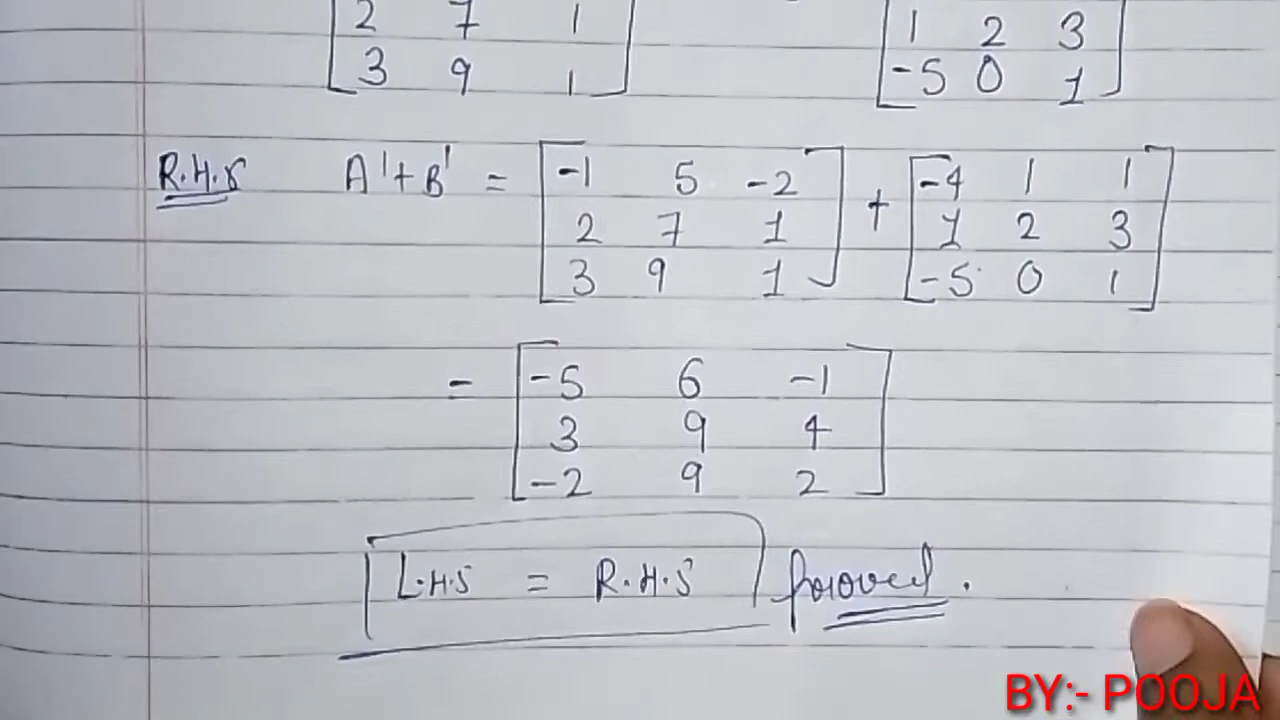 2 7 1 1 2 3
3 9 1 -5 0 1
R.H.S A'+B' = [-1 5 -2] + [-4 1 1]
[2 7 1] [1 2 3]
[3 9 1] [-5 0 1]
= [-5 6 -1]
[3 9 4]
[-2 9 2]
L.H.S = R.H.S proved.
BY:- POOJA